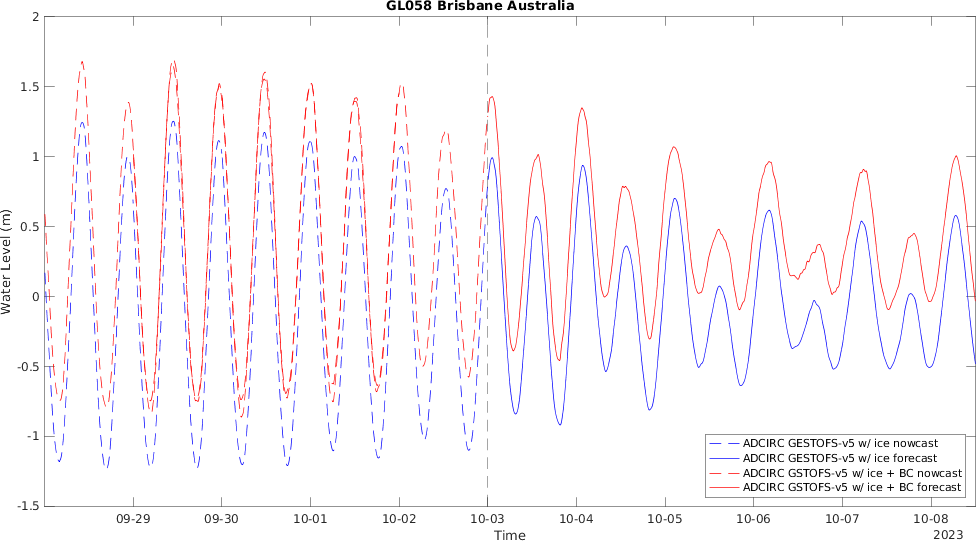 GL058 Brisbane Australia
2
1.5
1
0.5
0
-0.5
-1
-1.5
Water Level (m)
ADCIRC GESTOFS-v5 w/ ice nowcast
ADCIRC GESTOFS-v5 w/ ice forecast
ADCIRC GSTOFS-v5 w/ ice + BC nowcast
ADCIRC GSTOFS-v5 w/ ice + BC forecast
09-29 09-30 10-01 10-02 10-03 10-04 10-05 10-06 10-07 10-08
Time
2023